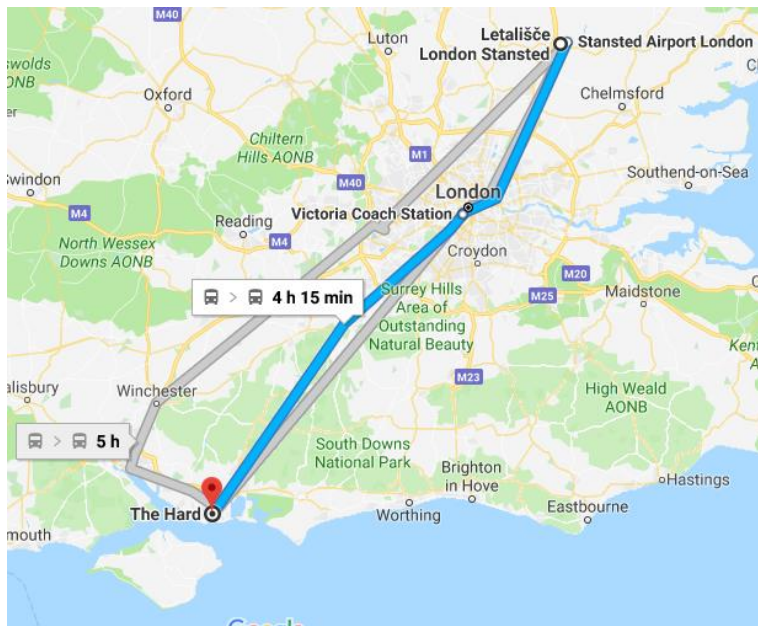 M40
Letališče
London Stansted
Stansted Airport London
Luton
Oxford
Chelmsford
Chiltern
Hills AONB
M1
swolds
ONB
er
M40
Swindon
London
Southend-on-Sea
Victoria Coach Station
M4
Reading
M4
Croydon
North Wessex
Downs AONB
M20
4 h 15 min
Surrey Hills
Area of
Outstanding
Natural Beauty
M25
Maidstone
Kent
AON
M23
alisbury
Winchester
High Weald
AONB
5 h
South Downs
National Park
Brighton
in Hove
Hastings
The Hard
Worthing
Eastbourne
mouth